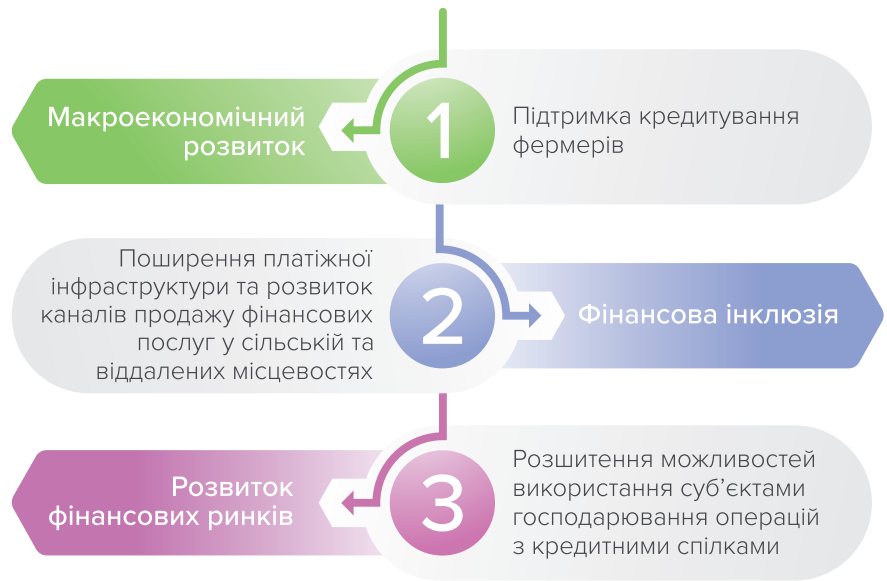 Макроекономічний
розвиток
1
Підтримка кредитування
фермерів
Поширення платіжної
інфраструктури та розвиток
каналів продажу фінансових
послуг у сільській та
віддалених місцевостях
2
Фінансова інклюзія
Розвиток
фінансових ринків
3
Розшитення можливостей
використання суб’єктами
господарювання операцій
з кредитними спілками